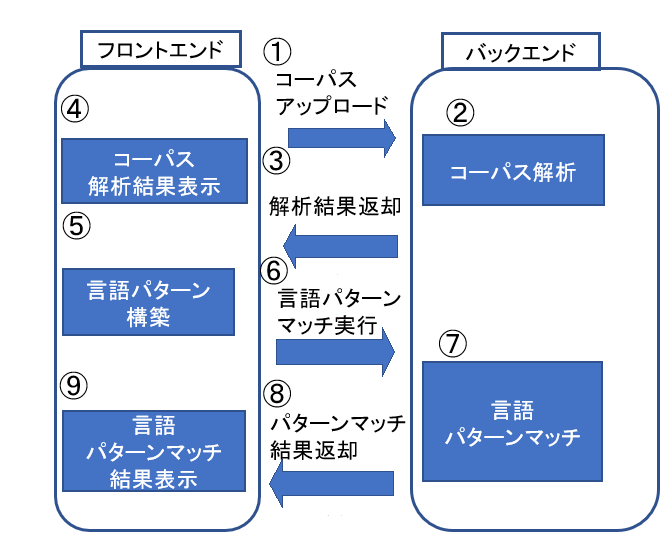 フロントエンド
バックエンド
①
コーパス
アップロード
②
コーパス解析
③
解析結果返却
④
コーパス
解析結果表示
⑤
言語パターン
構築
⑥
言語パターン
マッチ実行
⑦
言語
パターンマッチ
⑧
パターンマッチ
結果返却
⑨
言語
パターンマッチ
結果表示